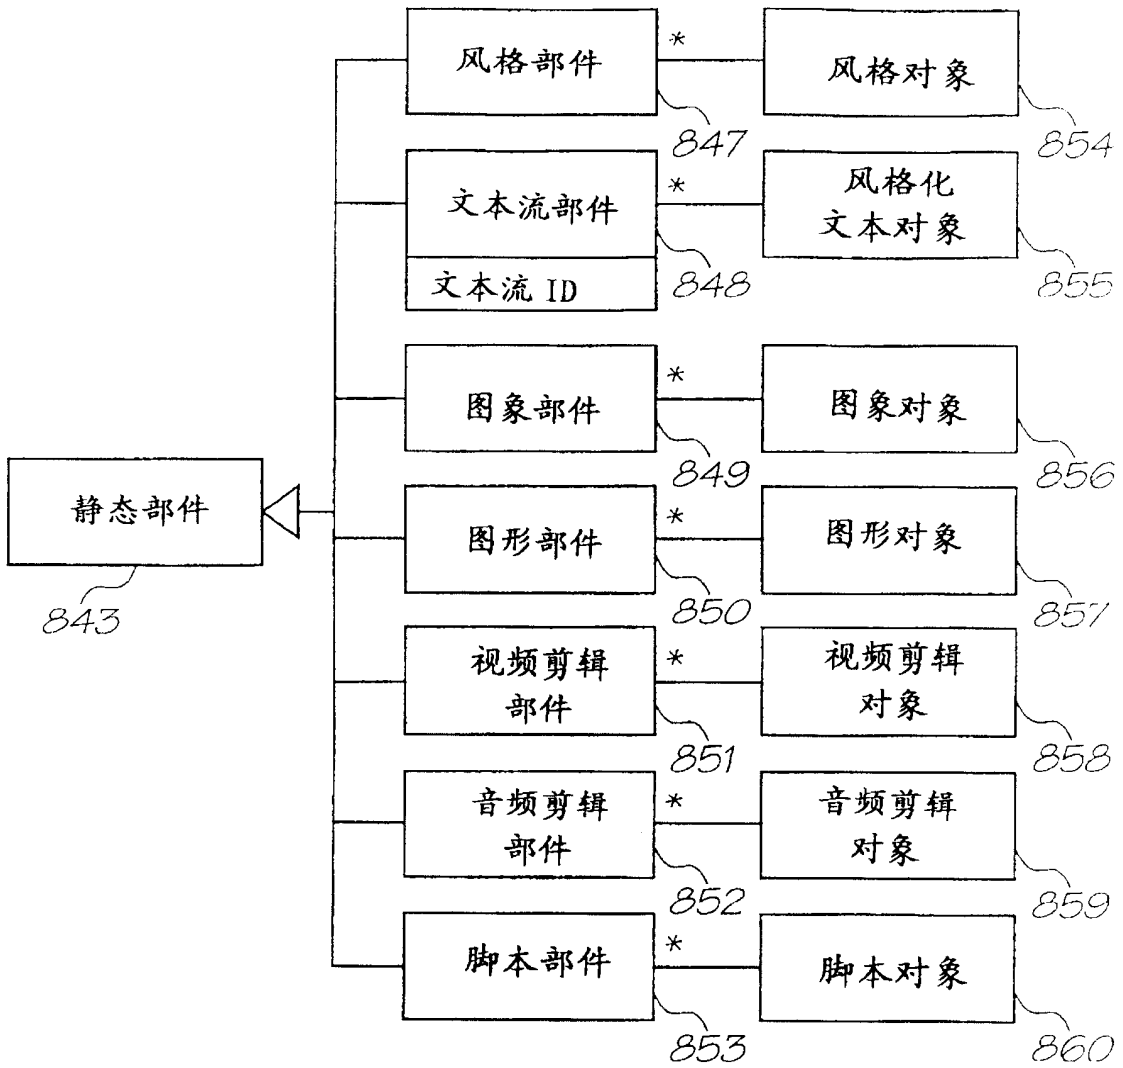 风格部件
*
风格对象
847
854
文本流部件
*
风格化
文本对象
文本流 ID
848
855
图象部件
*
图象对象
849
856
静态部件
843
图形部件
*
图形对象
850
857
视频剪辑
部件
*
视频剪辑
对象
851
858
音频剪辑
部件
*
音频剪辑
对象
852
859
脚本部件
*
脚本对象
853
860